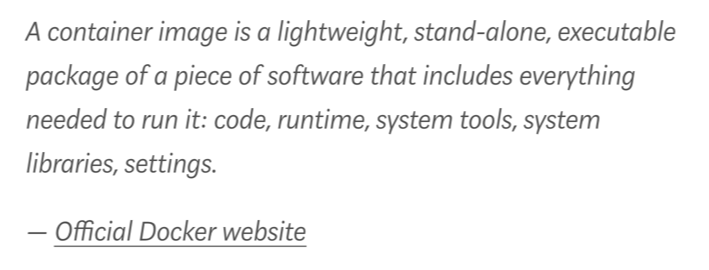 A container image is a lightweight, stand-alone, executable
package of a piece of software that includes everything
needed to run it: code, runtime, system tools, system
libraries, settings.
— Official Docker website